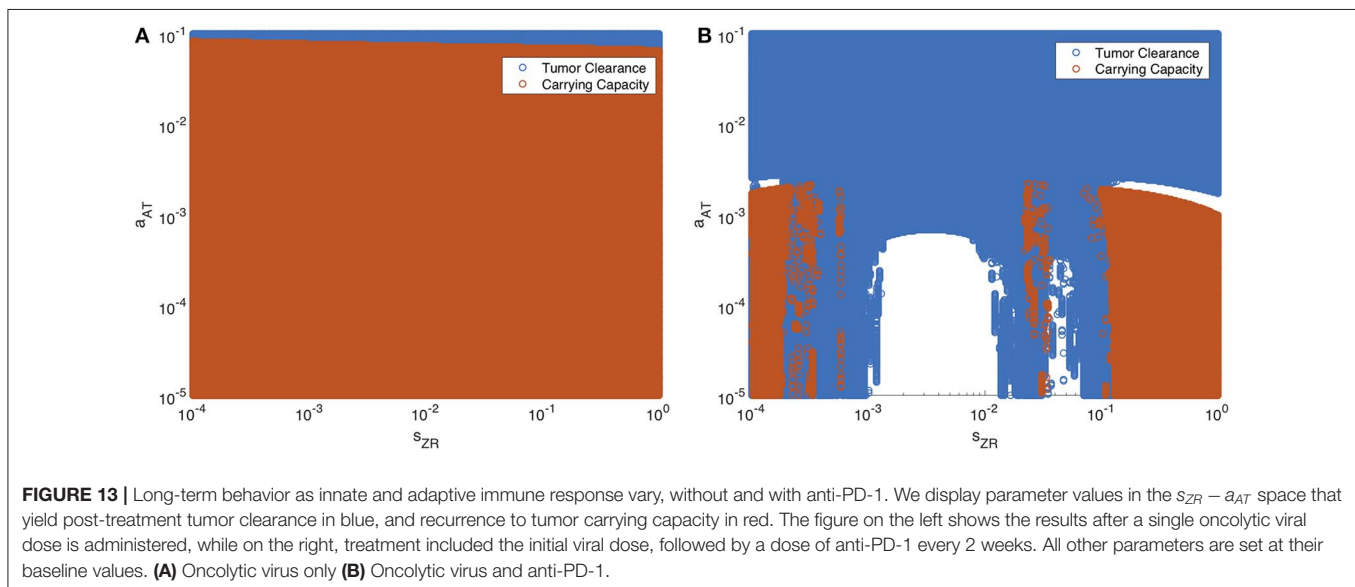 A
10^-1
10^-2
10^-3
10^-4
10^-5
a_AT
10^-4
10^-3
10^-2
10^-1
10^0
s_ZR
Tumor Clearance
Carrying Capacity
B
10^-1
10^-2
10^-3
10^-4
10^-5
a_AT
10^-4
10^-3
10^-2
10^-1
10^0
s_ZR
Tumor Clearance
Carrying Capacity
FIGURE 13 | Long-term behavior as innate and adaptive immune response vary, without and with anti-PD-1. We display parameter values in the s_ZR − a_AT space that
yield post-treatment tumor clearance in blue, and recurrence to tumor carrying capacity in red. The figure on the left shows the results after a single oncolytic viral
dose is administered, while on the right, treatment included the initial viral dose, followed by a dose of anti-PD-1 every 2 weeks. All other parameters are set at their
baseline values. (A) Oncolytic virus only (B) Oncolytic virus and anti-PD-1.